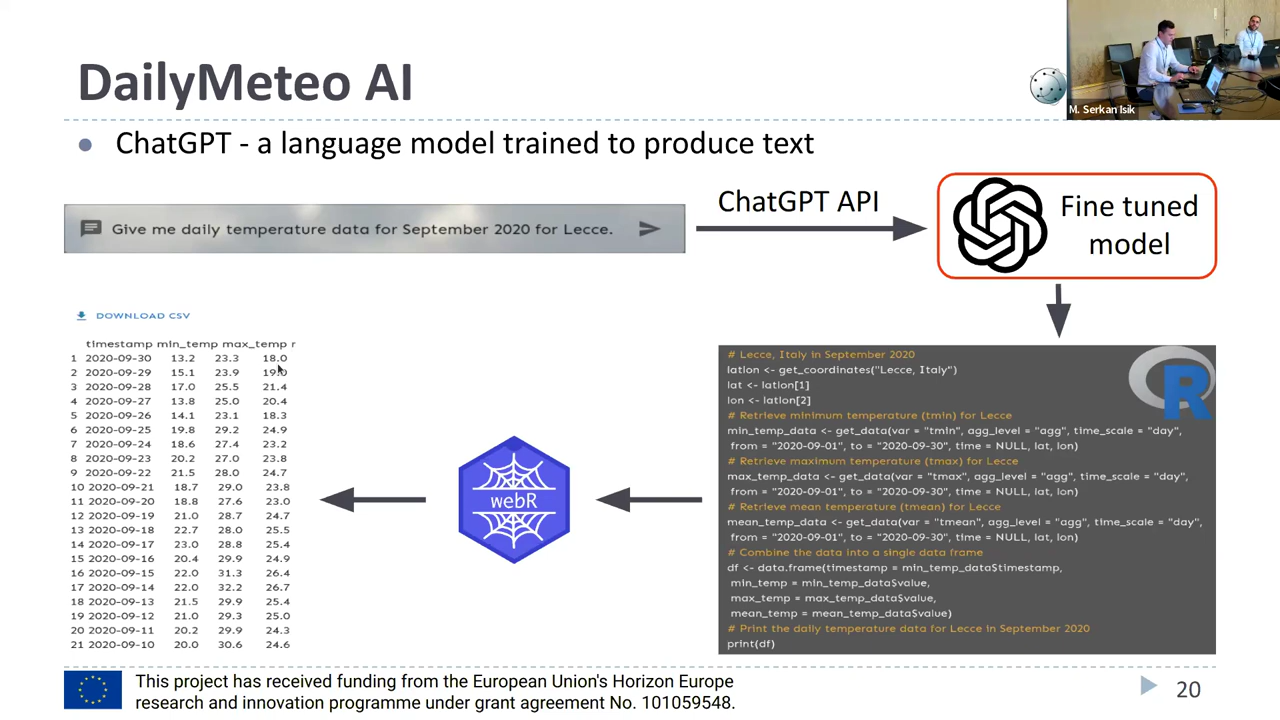 DailyMeteo AI
M. Serkan Isik
ChatGPT - a language model trained to produce text
Give me daily temperature data for September 2020 for Lecce.
ChatGPT API
Fine tuned
model
# Lecce, Italy in September 2020
latlon <- get_coordinates("Lecce, Italy")
lat <- latlon[1]
lon <- latlon[2]
# Retrieve minimum temperature (tmin) for Lecce
min_temp_data <- get_data(var = "tmin", agg_level = "agg", time_scale = "day",
from = "2020-09-01", to = "2020-09-30", time = NULL, lat, lon)
# Retrieve maximum temperature (tmax) for Lecce
max_temp_data <- get_data(var = "tmax", agg_level = "agg", time_scale = "day",
from = "2020-09-01", to = "2020-09-30", time = NULL, lat, lon)
# Retrieve mean temperature (tmean) for Lecce
mean_temp_data <- get_data(var = "tmean", agg_level = "agg", time_scale = "day",
from = "2020-09-01", to = "2020-09-30", time = NULL, lat, lon)
# Combine the data into a single data frame
df <- data.frame(timestamp = min_temp_data$timestamp,
min_temp = min_temp_data$value,
max_temp = max_temp_data$value,
mean_temp = mean_temp_data$value)
# Print the daily temperature data for Lecce in September 2020
print(df)
R
webR
DOWNLOAD CSV
timestamp min_temp max_temp r
1 2020-09-30 13.2 23.3 18.0
2 2020-09-29 15.1 23.9 19.0
3 2020-09-28 17.0 25.5 21.4
4 2020-09-27 13.8 25.0 20.4
5 2020-09-26 14.1 23.1 18.3
6 2020-09-25 19.8 29.2 24.9
7 2020-09-24 18.6 27.4 23.2
8 2020-09-23 20.2 27.0 23.8
9 2020-09-22 21.5 28.0 24.7
10 2020-09-21 18.7 29.0 23.8
11 2020-09-20 18.8 27.6 23.0
12 2020-09-19 21.0 28.7 24.7
13 2020-09-18 22.7 28.0 25.5
14 2020-09-17 23.0 28.8 25.4
15 2020-09-16 20.4 29.9 24.9
16 2020-09-15 22.0 31.3 26.4
17 2020-09-14 22.0 32.2 26.7
18 2020-09-13 21.5 29.9 25.4
19 2020-09-12 21.0 29.3 25.0
20 2020-09-11 20.2 29.9 24.3
21 2020-09-10 20.0 30.6 24.6
This project has received funding from the European Union's Horizon Europe
research and innovation programme under grant agreement No. 101059548.
20